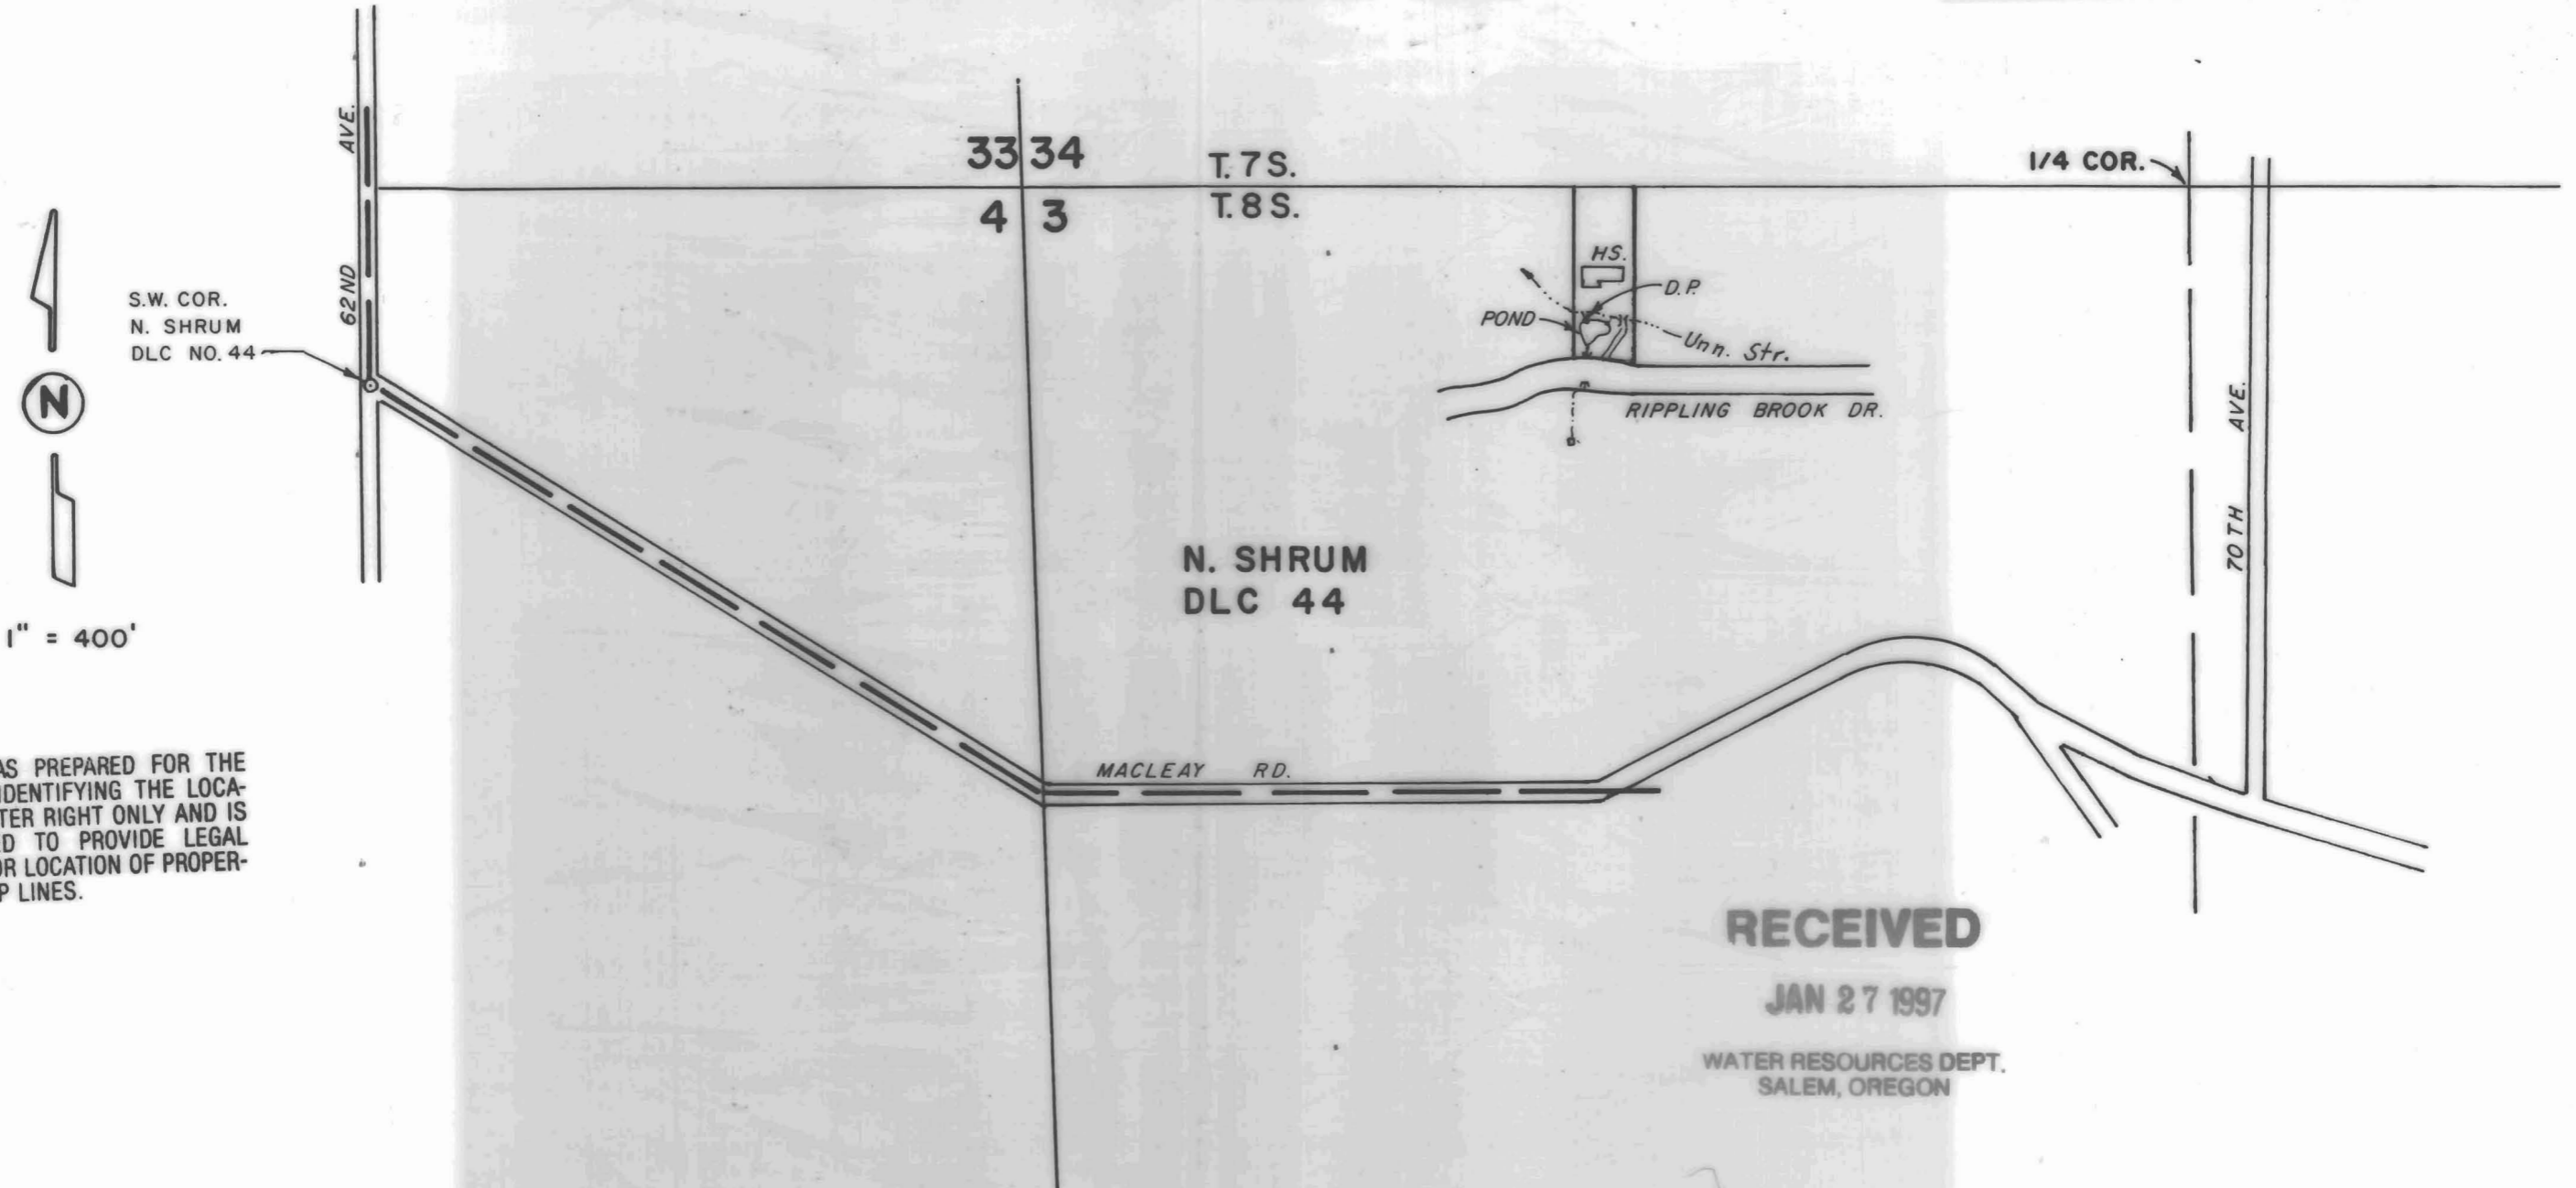 AVE.
62ND
33 34
T. 7 S.
4 3
T. 8 S.
1/4 COR.
HS.
D.P.
POND
Unn. Str.
RIPPLING BROOK DR.
S.W. COR.
N. SHRUM
DLC NO. 44
N
70TH AVE.
N. SHRUM
DLC 44
1" = 400'
AS PREPARED FOR THE
IDENTIFYING THE LOCA-
TER RIGHT ONLY AND IS
D TO PROVIDE LEGAL
OR LOCATION OF PROPER-
P LINES.
MACLEAY RD.
RECEIVED
JAN 27 1997
WATER RESOURCES DEPT.
SALEM, OREGON